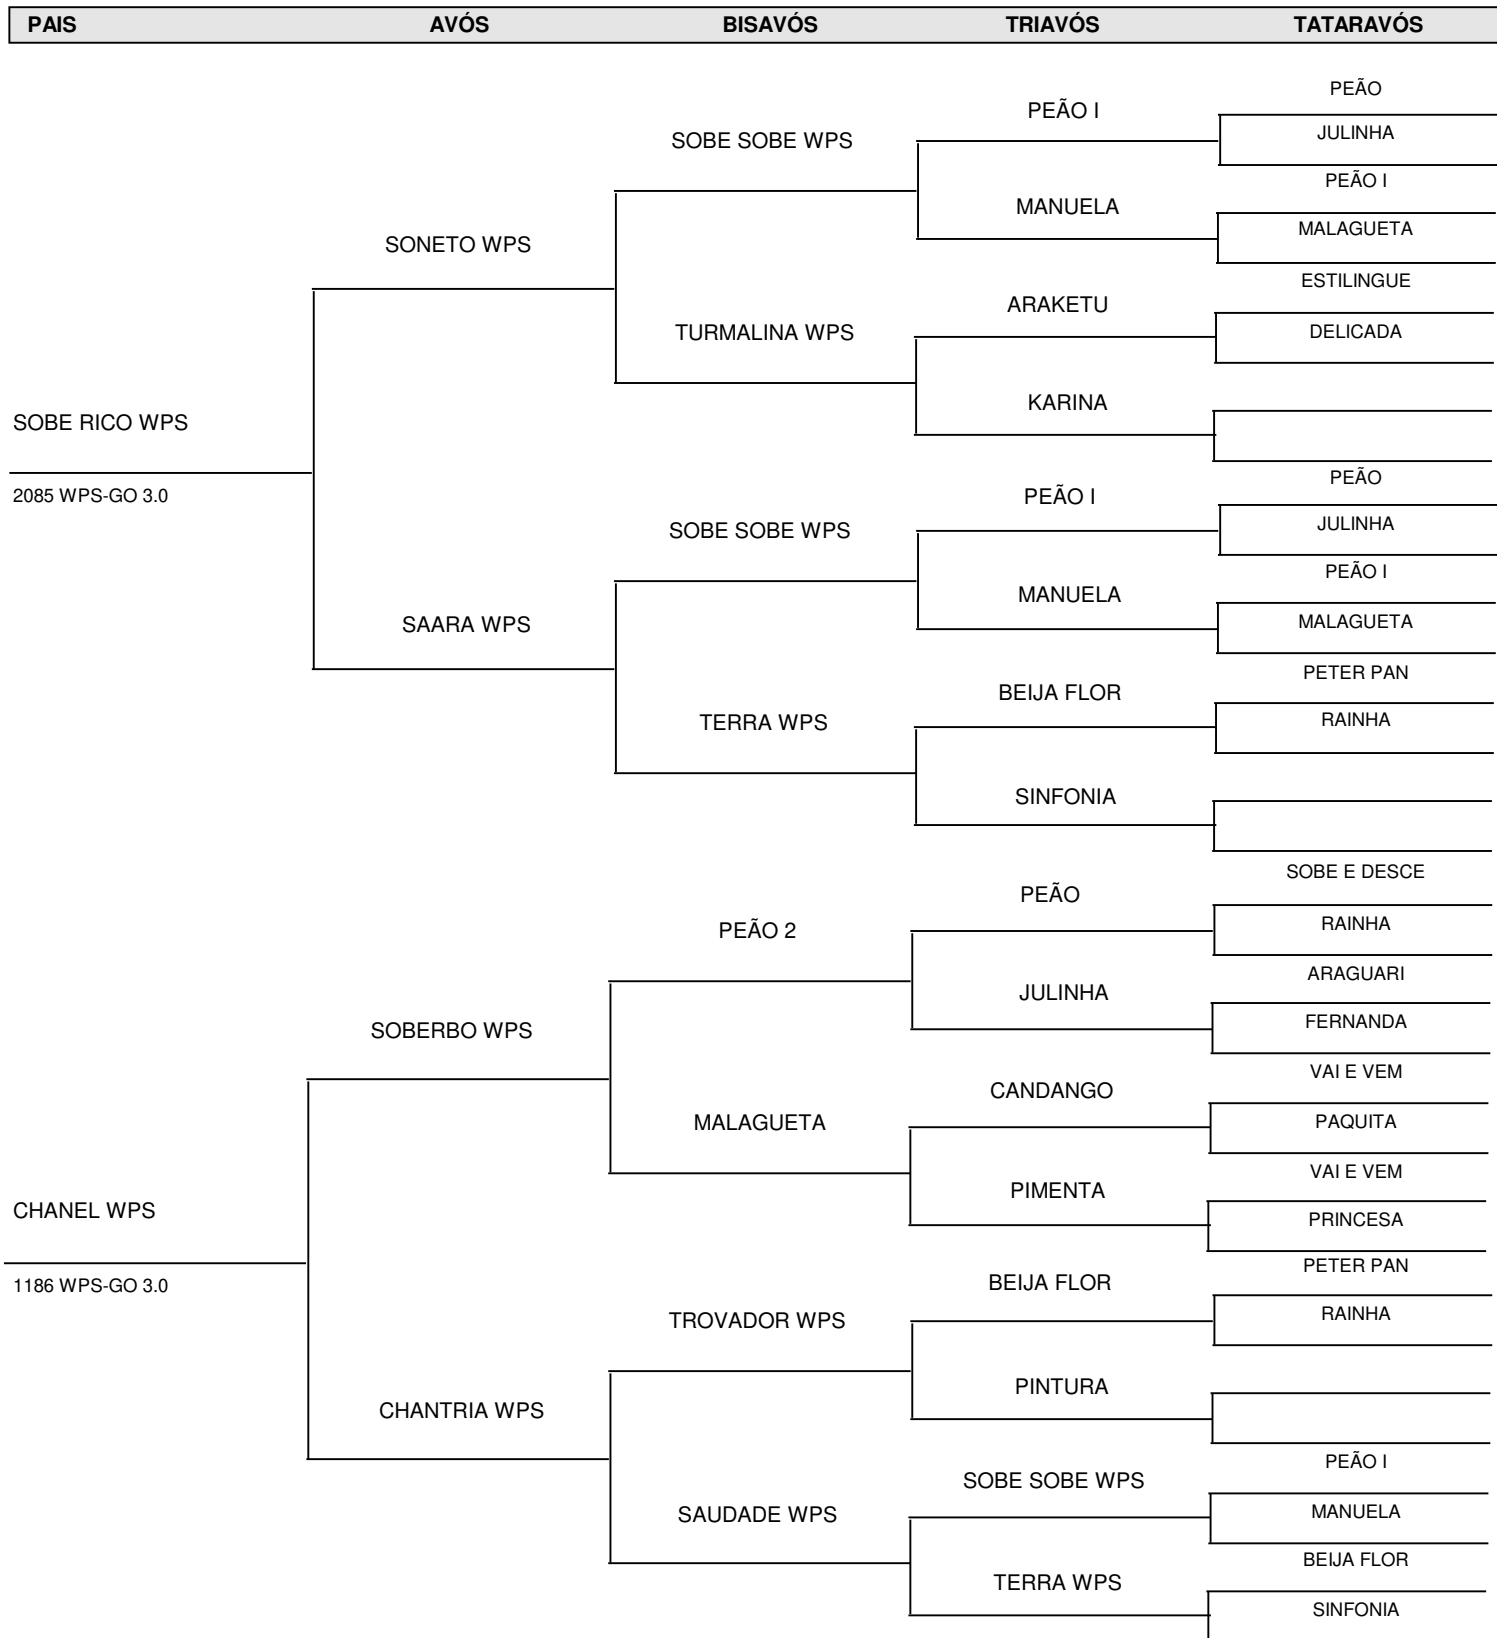 PAIS AVÓS BISAVÓS TRIAVÓS TATARAVÓS
PEÃO
PEÃO I
JULINHA
SOBE SOBE WPS
PEÃO I
MANUELA
MALAGUETA
SONETO WPS
ESTILINGUE
ARAKETU
TURMALINA WPS
DELICADA
KARINA
SOBE RICO WPS
PEÃO
2085 WPS-GO 3.0
PEÃO I
JULINHA
SOBE SOBE WPS
PEÃO I
MANUELA
MALAGUETA
SAARA WPS
PETER PAN
BEIJA FLOR
RAINHA
TERRA WPS
SINFONIA
SOBE E DESCE
PEÃO
RAINHA
PEÃO 2
ARAGUARI
JULINHA
FERNANDA
SOBERBO WPS
VAI E VEM
CANDANGO
MALAGUETA
PAQUITA
VAI E VEM
PIMENTA
CHANEL WPS
PRINCESA
PETER PAN
1186 WPS-GO 3.0
BEIJA FLOR
RAINHA
TROVADOR WPS
PINTURA
CHANTRIA WPS
PEÃO I
SOBE SOBE WPS
MANUELA
SAUDADE WPS
BEIJA FLOR
TERRA WPS
SINFONIA